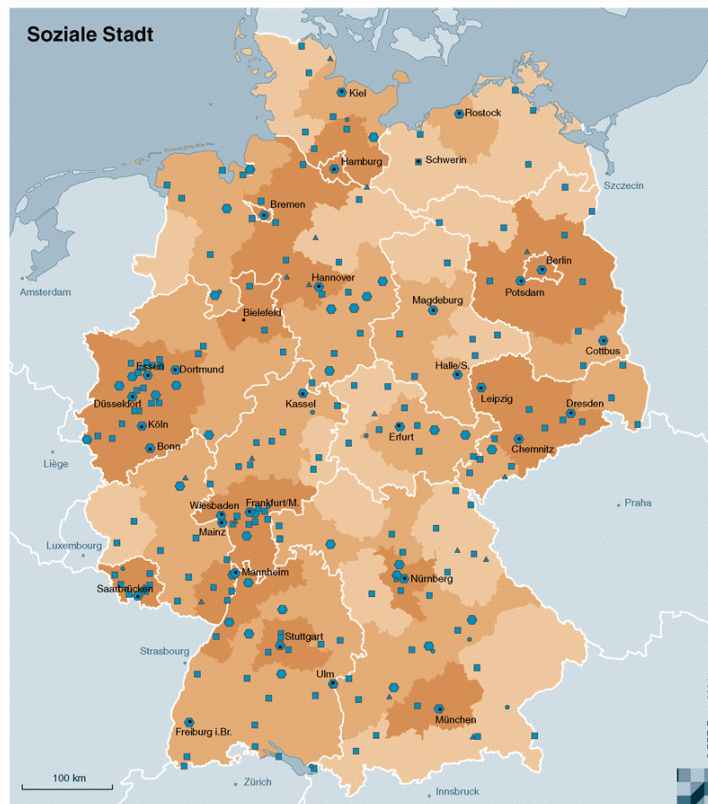 Soziale Stadt
Kiel
Rostock
Hamburg
Schwerin
Szczecin
Bremen
Amsterdam
Hannover
Berlin
Potsdam
Magdeburg
Bielefeld
Cottbus
Essen
Dortmund
Halle/S.
Leipzig
Düsseldorf
Kassel
Dresden
Köln
Erfurt
Chemnitz
Bonn
Liège
Wiesbaden
Frankfurt/M.
Praha
Mainz
Luxembourg
Mannheim
Nürnberg
Saarbrücken
Stuttgart
Strasbourg
Ulm
München
Freiburg i.Br.
100 km
Zürich
Innsbruck